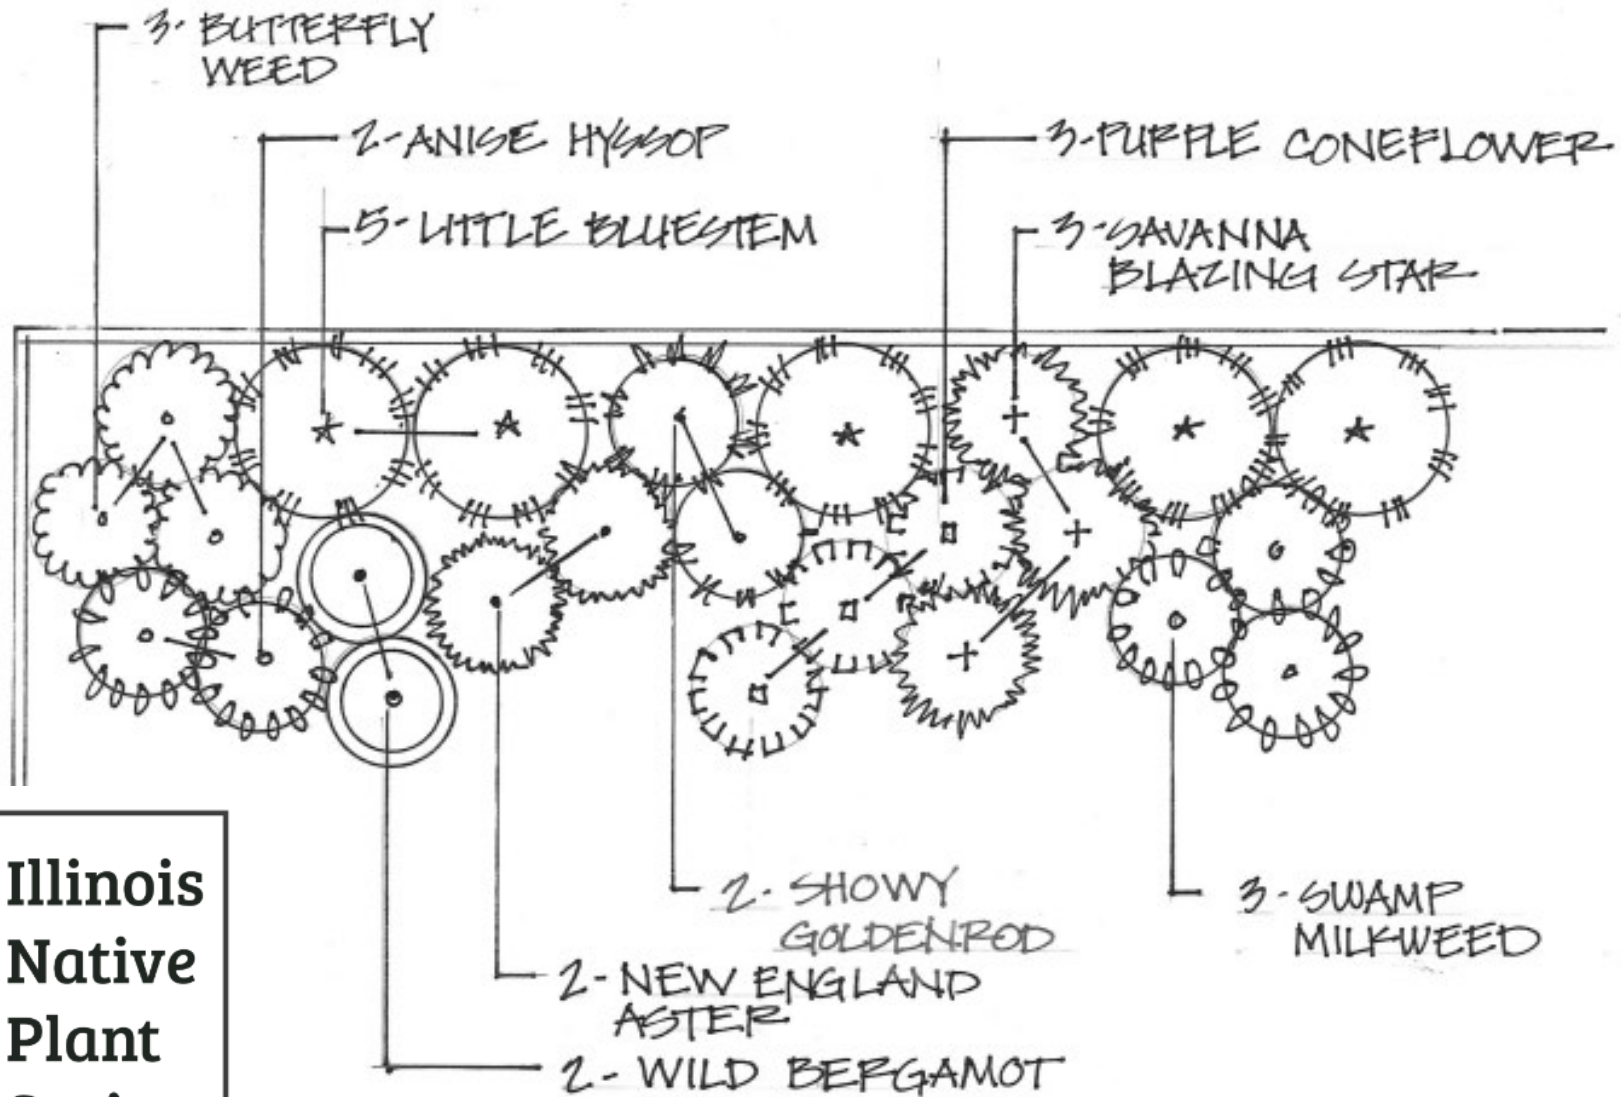 3- BUTTERFLY
WEED
2-ANISE HYSSOP
3-PURPLE CONEFLOWER
5-LITTLE BLUESTEM
3-SAVANNA
BLAZING STAR
2- SHOWY
GOLDENROD
3-SWAMP
MILKWEED
2- NEW ENGLAND
ASTER
2- WILD BERGAMOT
Illinois
Native
Plant